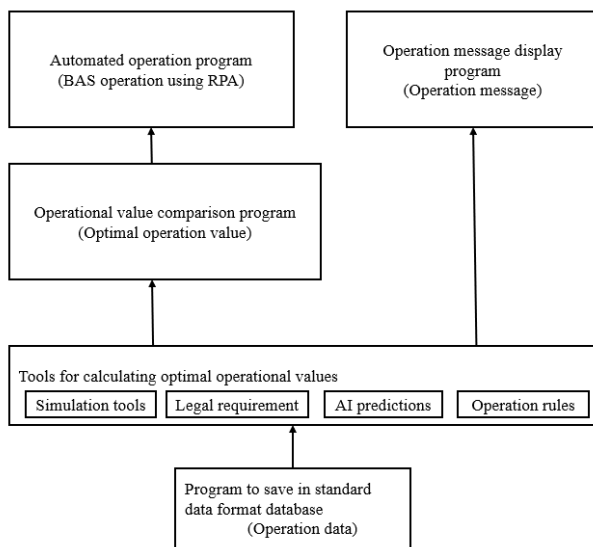 Automated operation program
(BAS operation using RPA)
Operation message display
program
(Operation message)
Operational value comparison program
(Optimal operation value)
Tools for calculating optimal operational values
Simulation tools
Legal requirement
AI predictions
Operation rules
Program to save in standard
data format database
(Operation data)